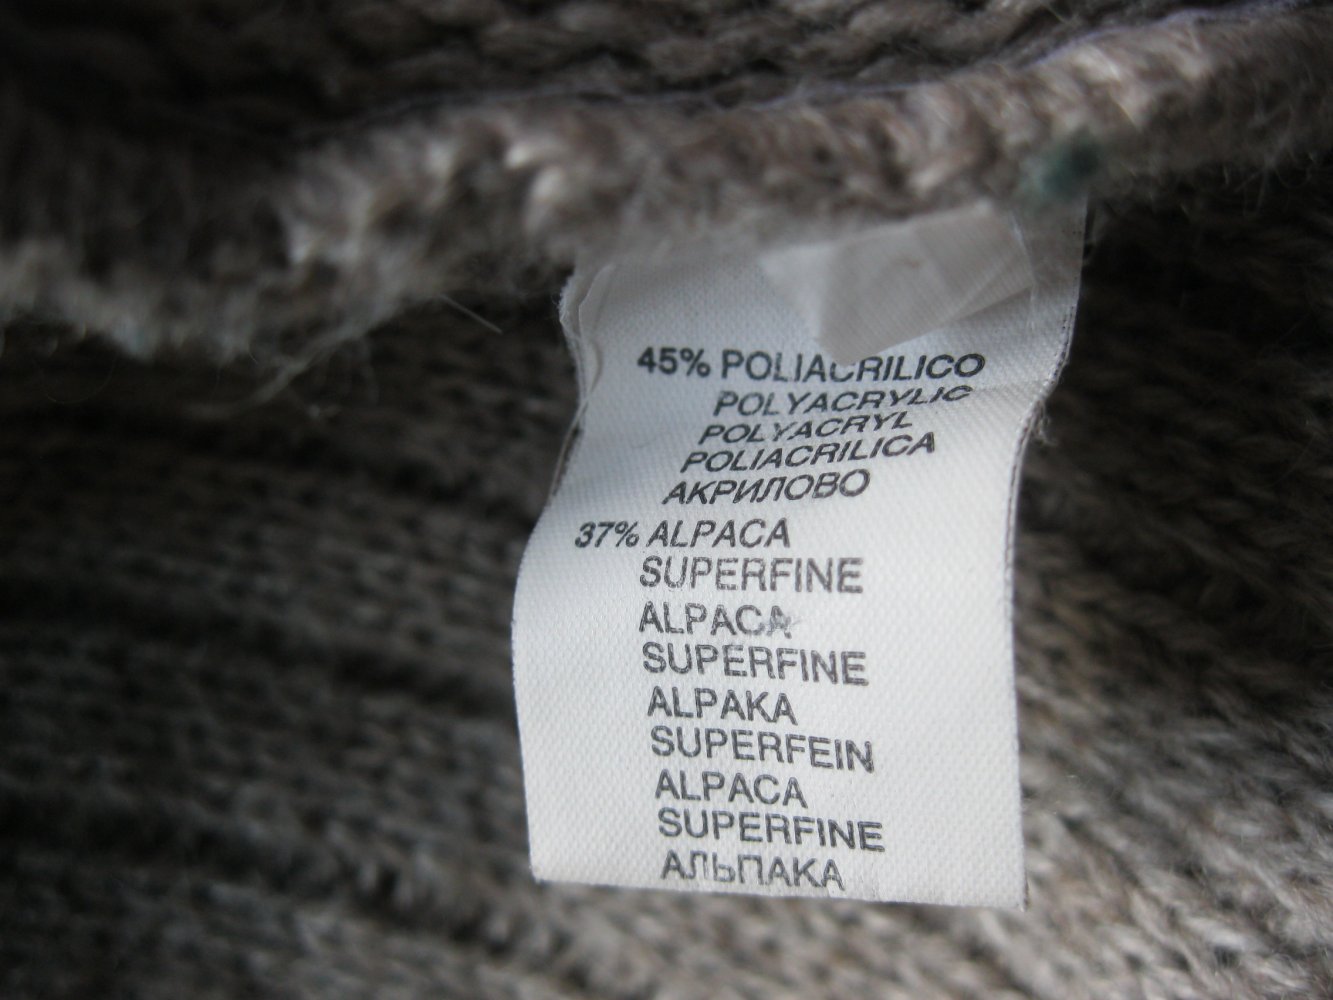 45% POLIACRILICO
POLYACRYLIC
POLYACRYL
POLIACRILICA
АКРИЛОВО
37% ALPACA
SUPERFINE
ALPACA
SUPERFINE
ALPAKA
SUPERFEIN
ALPACA
SUPERFINE
АЛЬПАКА